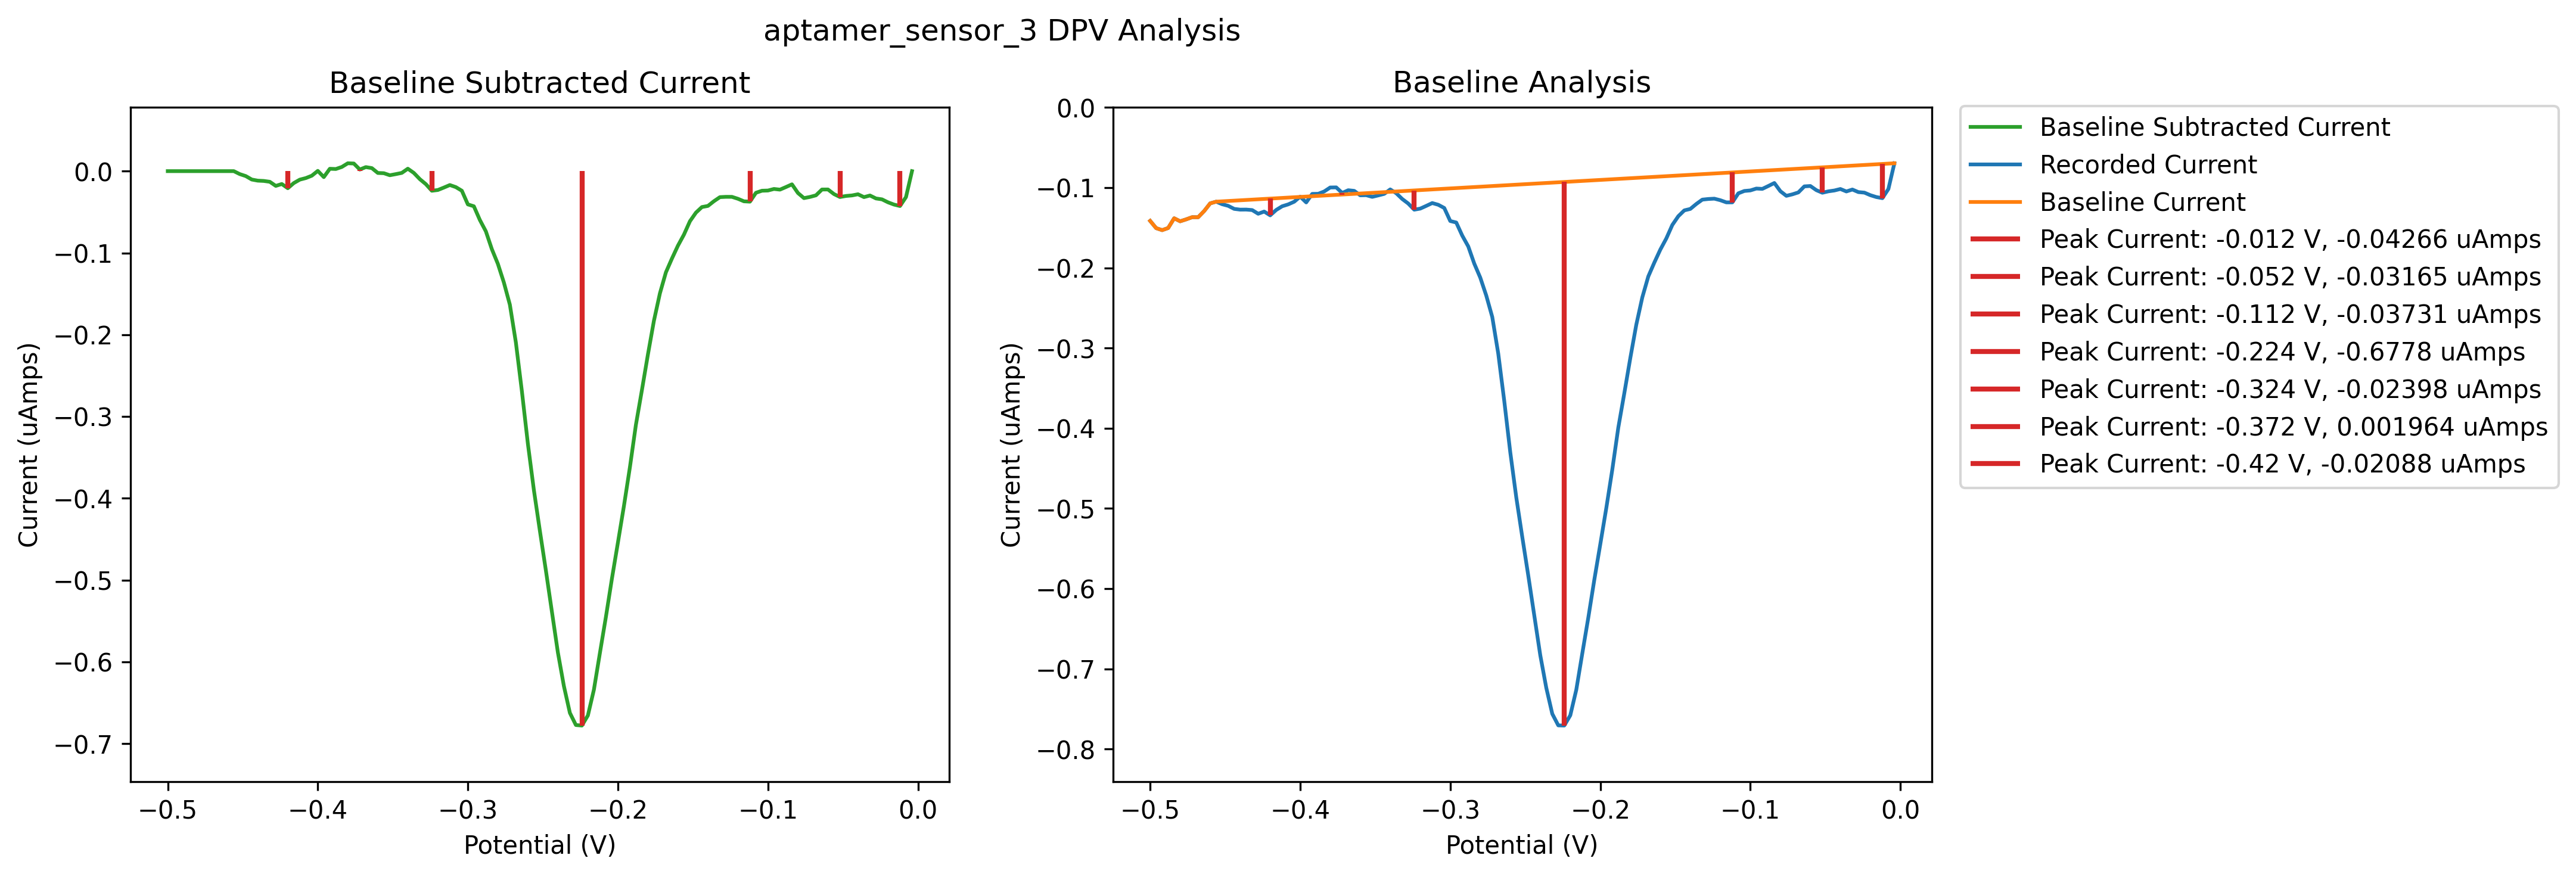 aptamer_sensor_3 DPV Analysis
Baseline Subtracted Current
0.0
−0.1
−0.2
−0.3
−0.4
−0.5
−0.6
−0.7
Current (uAmps)
−0.5 −0.4 −0.3 −0.2 −0.1 0.0
Potential (V)
Baseline Analysis
0.0
−0.1
−0.2
−0.3
−0.4
−0.5
−0.6
−0.7
−0.8
Current (uAmps)
−0.5 −0.4 −0.3 −0.2 −0.1 0.0
Potential (V)
Baseline Subtracted Current
Recorded Current
Baseline Current
Peak Current: -0.012 V, -0.04266 uAmps
Peak Current: -0.052 V, -0.03165 uAmps
Peak Current: -0.112 V, -0.03731 uAmps
Peak Current: -0.224 V, -0.6778 uAmps
Peak Current: -0.324 V, -0.02398 uAmps
Peak Current: -0.372 V, 0.001964 uAmps
Peak Current: -0.42 V, -0.02088 uAmps